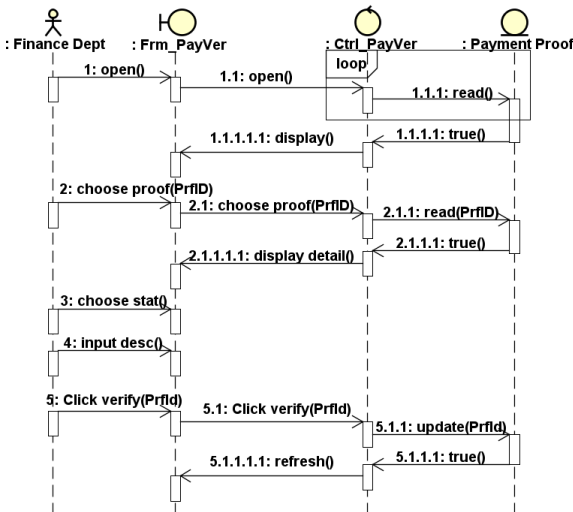 : Finance Dept : Frm_PayVer : Ctrl_PayVer : Payment Proof
loop
1: open()
1.1: open()
1.1.1: read()
1.1.1.1: true()
1.1.1.1.1: display()
2: choose proof(PrfID)
2.1: choose proof(PrfID)
2.1.1: read(PrfID)
2.1.1.1: true()
2.1.1.1.1: display detail()
3: choose stat()
4: input desc()
5: Click verify(PrfId)
5.1: Click verify(PrfId)
5.1.1: update(PrfId)
5.1.1.1: true()
5.1.1.1.1: refresh()